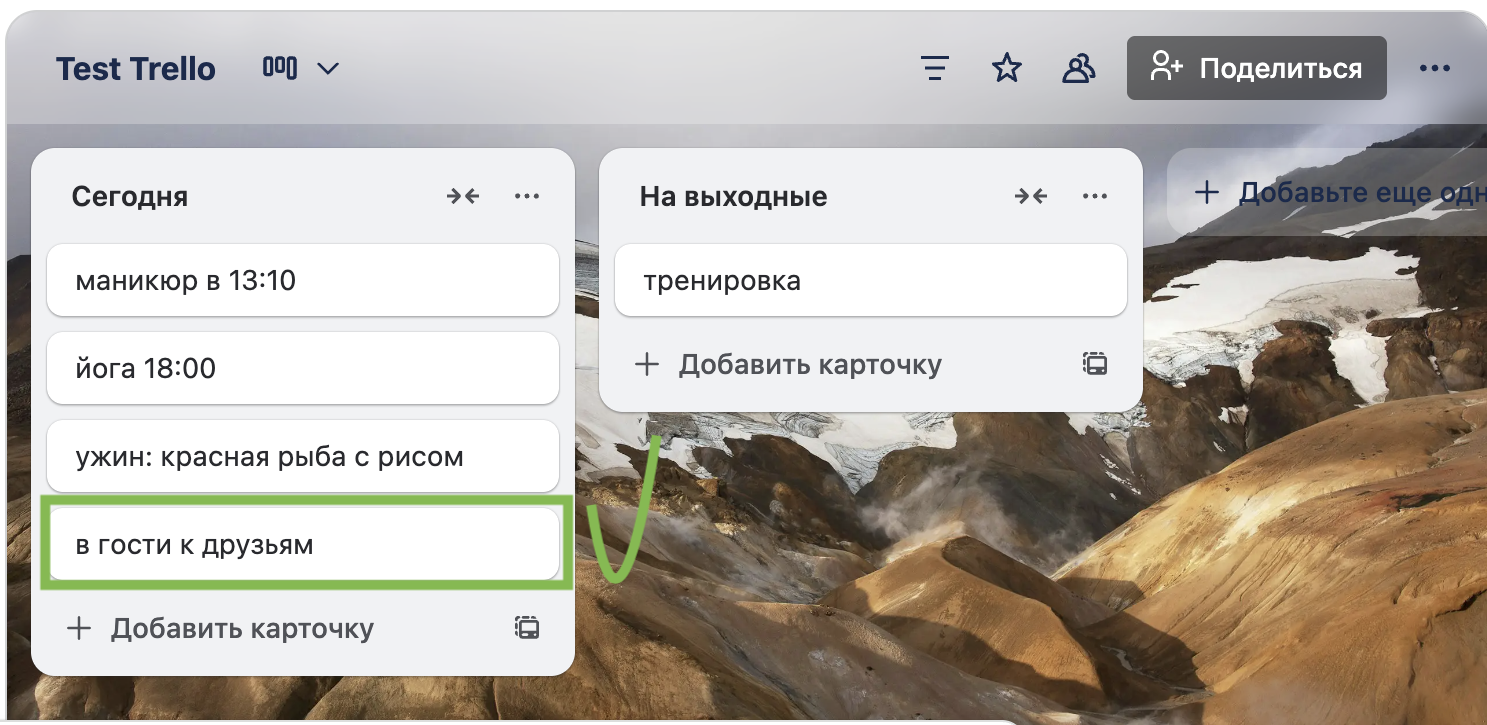 Test Trello
Поделиться
Сегодня
маникюр в 13:10
йога 18:00
ужин: красная рыба с рисом
в гости к друзьям
Добавить карточку
На выходные
тренировка
Добавить карточку
Добавьте еще одн